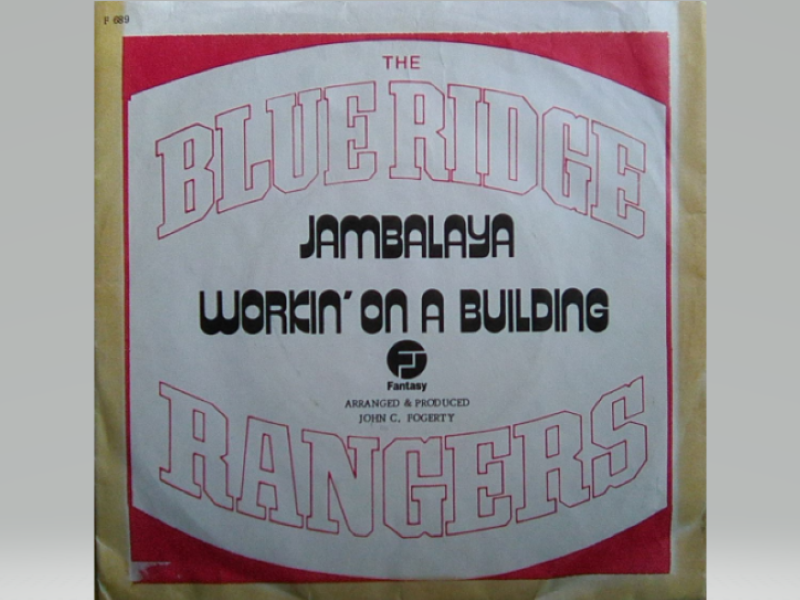 F 689
THE
BLUE RIDGE
JAMBALAYA
WORKIN' ON A BUILDING
FJ
Fantasy
ARRANGED & PRODUCED
JOHN C. FOGERTY
RANGERS